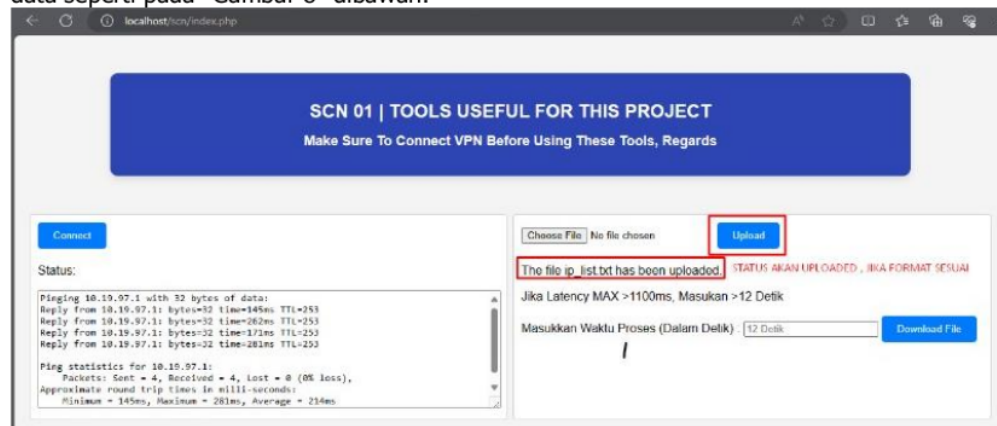 data seperti pada "Gambar 8" dibawah:
localhost/scn/index.php
SCN 01 | TOOLS USEFUL FOR THIS PROJECT
Make Sure To Connect VPN Before Using These Tools, Regards
Connect
Status:
Pinging 10.19.97.1 with 32 bytes of data:
Reply from 10.19.97.1: bytes=32 time=145ms TTL=253
Reply from 10.19.97.1: bytes=32 time=262ms TTL=253
Reply from 10.19.97.1: bytes=32 time=171ms TTL=253
Reply from 10.19.97.1: bytes=32 time=281ms TTL=253
Ping statistics for 10.19.97.1:
Packets: Sent = 4, Received = 4, Lost = 0 (0% loss),
Approximate round trip times in milli-seconds:
Minimum = 145ms, Maximum = 281ms, Average = 214ms
Choose File No file chosen Upload
The file ip_list.txt has been uploaded. STATUS AKAN UPLOADED , JIKA FORMAT SESUAI
Jika Latency MAX >1100ms, Masukan >12 Detik
Masukkan Waktu Proses (Dalam Detik) : 12 Detik Download File